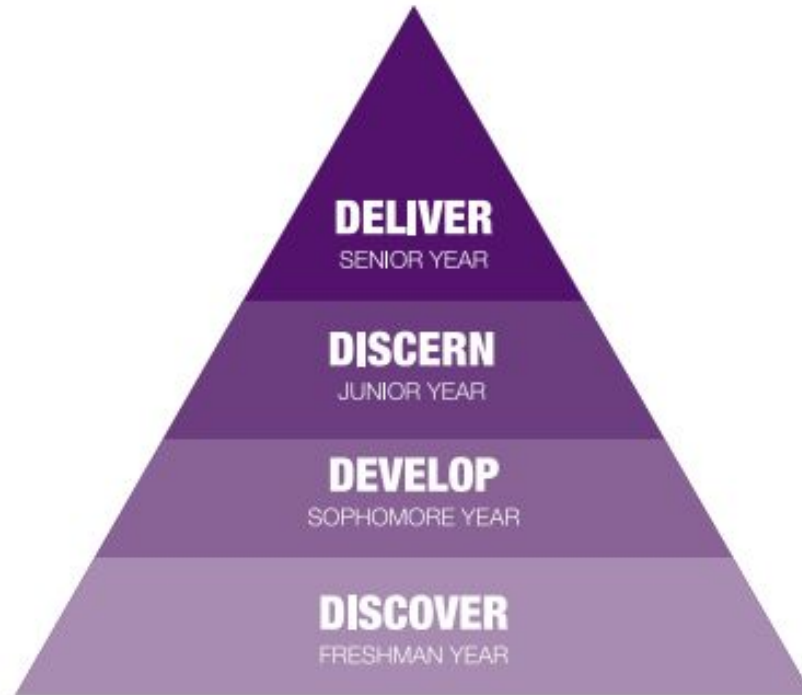 DELIVER
SENIOR YEAR
DISCERN
JUNIOR YEAR
DEVELOP
SOPHOMORE YEAR
DISCOVER
FRESHMAN YEAR